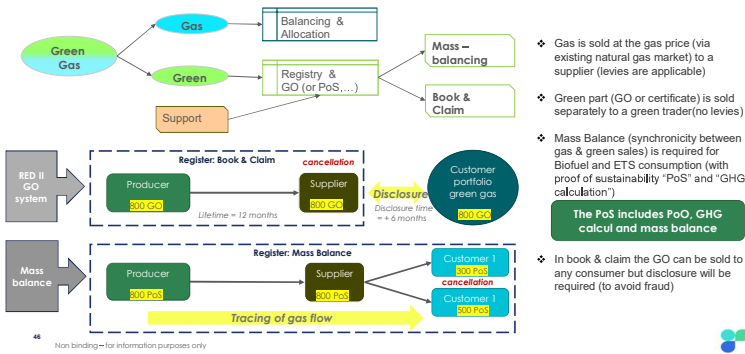 Green
Gas
Gas
Green
Support
Balancing &
Allocation
Registry &
GO (or PoS,…)
Mass –
balancing
Book &
Claim
RED II
GO
system
Register: Book & Claim
cancellation
Producer
800 GO
Lifetime = 12 months
Supplier
800 GO
Disclosure
Disclosure time
= + 6 months
Customer
portfolio
green gas
800 GO
Mass
balance
Register: Mass Balance
Producer
800 PoS
Supplier
800 PoS
Customer 1
300 PoS
cancellation
Customer 1
500 PoS
Tracing of gas flow
❖ Gas is sold at the gas price (via
existing natural gas market) to a
supplier (levies are applicable)
❖ Green part (GO or certificate) is sold
separately to a green trader(no levies)
❖ Mass Balance (synchronicity between
gas & green sales) is required for
Biofuel and ETS consumption (with
proof of sustainability “PoS” and “GHG
calculation”)
The PoS includes PoO, GHG
calcul and mass balance
❖ In book & claim the GO can be sold to
any consumer but disclosure will be
required (to avoid fraud)
46
Non binding – for information purposes only